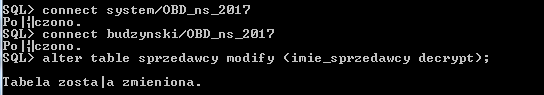 SQL> connect system/OBD_ns_2017
Po|¦|czono.
SQL> connect budzynski/OBD_ns_2017
Po|¦|czono.
SQL> alter table sprzedawcy modify (imie_sprzedawcy decrypt);
Tabela zosta|a zmieniona.